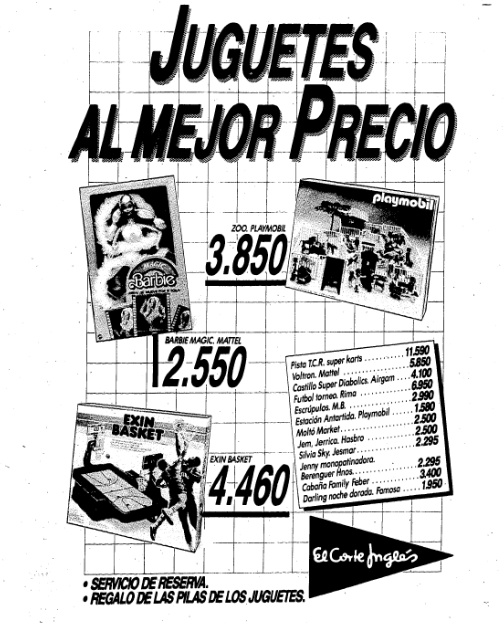 JUGUETES
AL MEJOR PRECIO
ZOO. PLAYMOBIL
3.850
playmobil
MAGIC
Barbie
BARBIE MAGIC. MATTEL
2.550
EXIN
BASKET
EXIN BASKET
4.460
Pista T.C.R. super karts . . . . . . . . . . 11.590
Voltron. Mattel . . . . . . . . . . . . . . . . . . 5.850
Castillo Super Diabolics. Airgam . . . . 4.100
Futbol torneo. Rima . . . . . . . . . . . . . 6.950
Escrúpulos. M.B. . . . . . . . . . . . . . . . . 2.990
Estación Antartida. Playmobil . . . . . . 1.580
Moltó Market . . . . . . . . . . . . . . . . . . . 2.500
Jem, Jerrica. Hasbro . . . . . . . . . . . . . 2.500
Silvia Sky. Jesmar . . . . . . . . . . . . . . . 2.295
Jenny monopatinadora.
Berenguer Hnos. . . . . . . . . . . . . . . . . 2.295
Cabaña Family Feber . . . . . . . . . . . . 3.400
Darling noche dorada. Famosa . . . . . 1.950
El Corte Inglés
• SERVICIO DE RESERVA.
• REGALO DE LAS PILAS DE LOS JUGUETES.